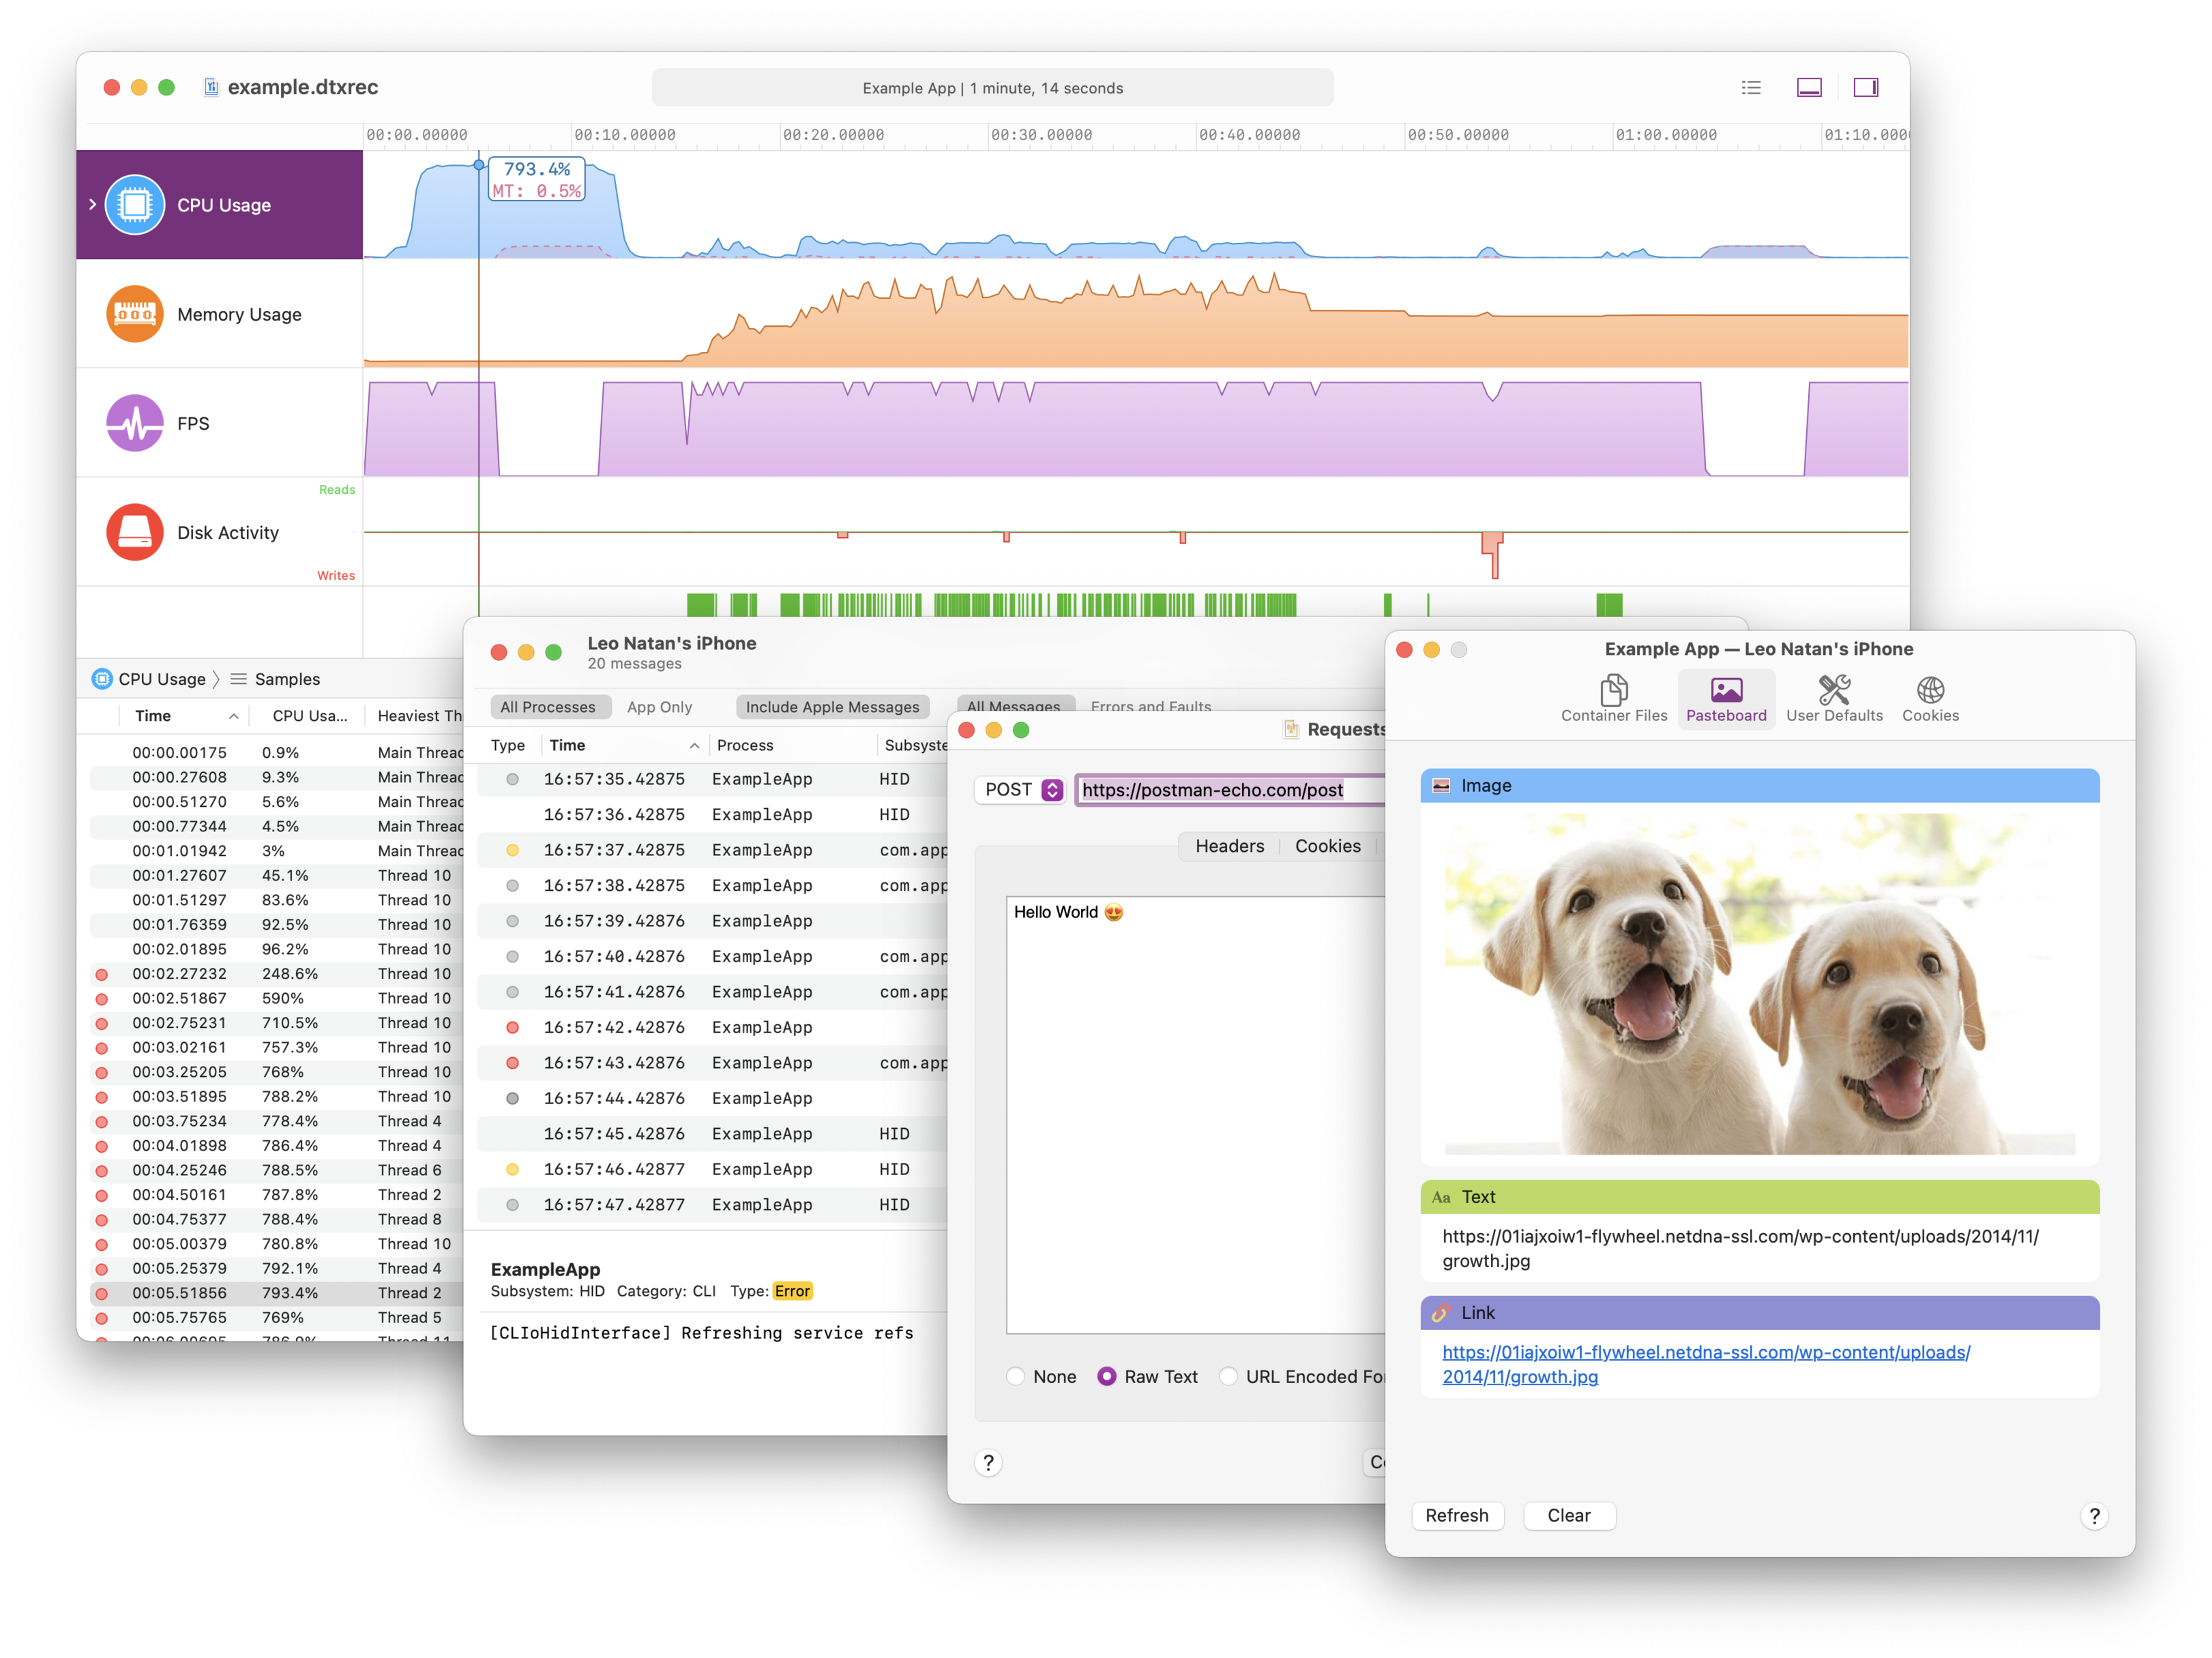 example.dtxrec
Example App | 1 minute, 14 seconds
00:00.00000 00:10.00000 00:20.00000 00:30.00000 00:40.00000 00:50.00000 01:00.00000 01:10.000
793.4%
MT: 0.5%
CPU Usage
Memory Usage
FPS
Reads
Disk Activity
Writes
CPU Usage Samples
Time CPU Usa... Heaviest Th
00:00.00175 0.9% Main Thread
00:00.27608 9.3% Main Thread
00:00.51270 5.6% Main Thread
00:00.77344 4.5% Main Thread
00:01.01942 3% Main Thread
00:01.27607 45.1% Thread 10
00:01.51297 83.6% Thread 10
00:01.76359 92.5% Thread 10
00:02.01895 96.2% Thread 10
00:02.27232 248.6% Thread 10
00:02.51867 590% Thread 10
00:02.75231 710.5% Thread 10
00:03.02161 757.3% Thread 10
00:03.25205 768% Thread 10
00:03.51895 788.2% Thread 10
00:03.75234 778.4% Thread 4
00:04.01898 786.4% Thread 4
00:04.25246 788.5% Thread 6
00:04.50161 787.8% Thread 2
00:04.75377 788.4% Thread 8
00:05.00379 780.8% Thread 10
00:05.25379 792.1% Thread 4
00:05.51856 793.4% Thread 2
00:05.75765 769% Thread 5
Leo Natan's iPhone
20 messages
All Processes App Only Include Apple Messages All Messages Errors and Faults
Type Time Process Subsyste
16:57:35.42875 ExampleApp HID
16:57:36.42875 ExampleApp HID
16:57:37.42875 ExampleApp com.app
16:57:38.42875 ExampleApp com.app
16:57:39.42876 ExampleApp
16:57:40.42876 ExampleApp com.app
16:57:41.42876 ExampleApp com.app
16:57:42.42876 ExampleApp
16:57:43.42876 ExampleApp com.app
16:57:44.42876 ExampleApp
16:57:45.42876 ExampleApp HID
16:57:46.42877 ExampleApp HID
16:57:47.42877 ExampleApp HID
ExampleApp
Subsystem: HID Category: CLI Type: Error
[CLIoHidInterface] Refreshing service refs
Requests
POST https://postman-echo.com/post
Headers Cookies
Hello World 😍
None Raw Text URL Encoded Fo
?
Example App — Leo Natan's iPhone
Container Files Pasteboard User Defaults Cookies
Image
Aa Text
https://01iajxoiw1-flywheel.netdna-ssl.com/wp-content/uploads/2014/11/
growth.jpg
Link
https://01iajxoiw1-flywheel.netdna-ssl.com/wp-content/uploads/
2014/11/growth.jpg
Refresh Clear ?